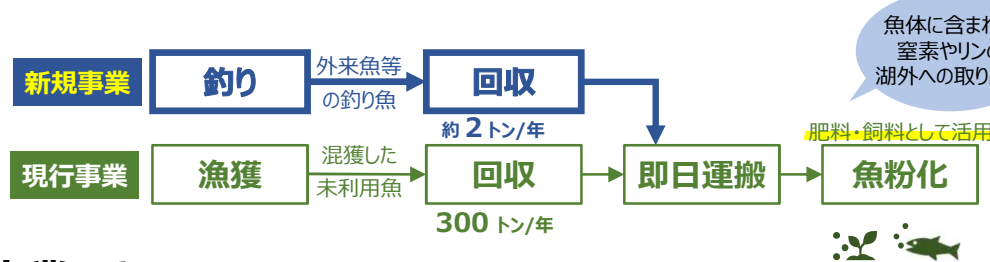 魚体に含まれ
窒素やリンの
湖外への取り
新規事業
釣り
外来魚等
の釣り魚
回収
約2トン/年
肥料・飼料として活用
現行事業
漁獲
混獲した
未利用魚
回収
即日運搬
魚粉化
300トン/年